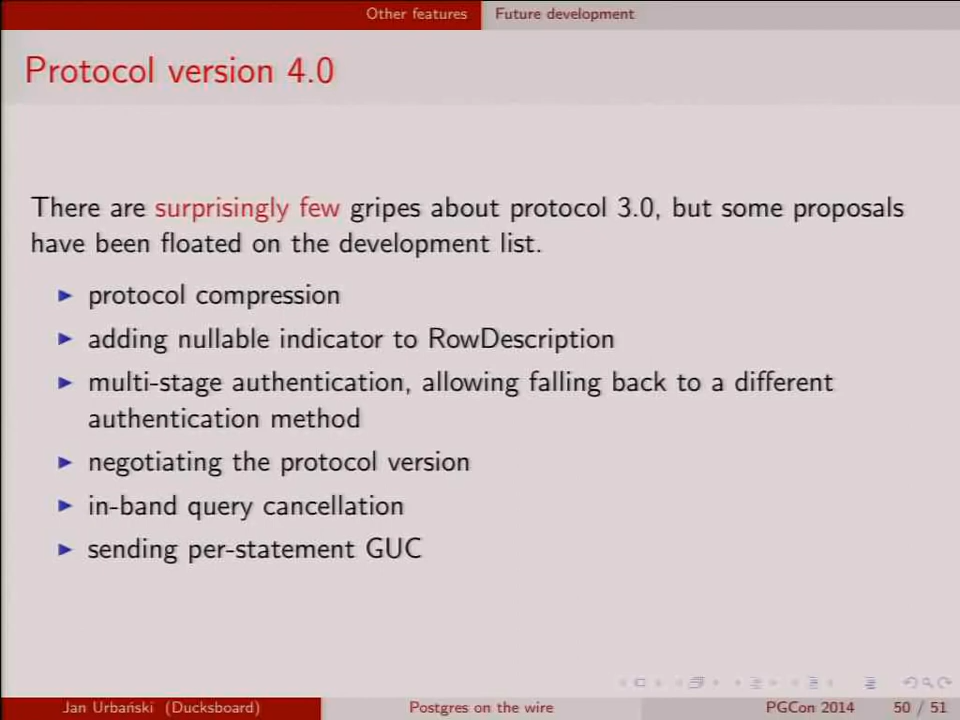 Other features Future development
Protocol version 4.0
There are surprisingly few gripes about protocol 3.0, but some proposals
have been floated on the development list.
protocol compression
adding nullable indicator to RowDescription
multi-stage authentication, allowing falling back to a different
authentication method
negotiating the protocol version
in-band query cancellation
sending per-statement GUC
Jan Urbański (Ducksboard) Postgres on the wire PGCon 2014 50 / 51